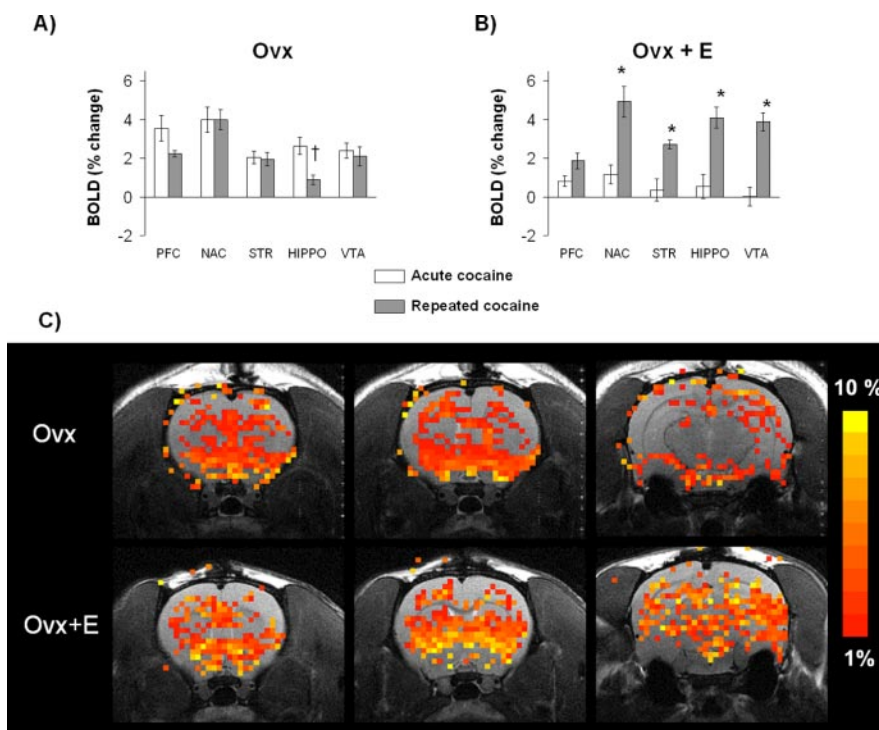 A)
Ovx
BOLD (% change)
6
4
2
0
-2
PFC NAC STR HIPPO VTA
†
B)
Ovx + E
BOLD (% change)
6
4
2
0
-2
PFC NAC STR HIPPO VTA
* * * *
Acute cocaine
Repeated cocaine
C)
Ovx
Ovx+E
10 %
1%